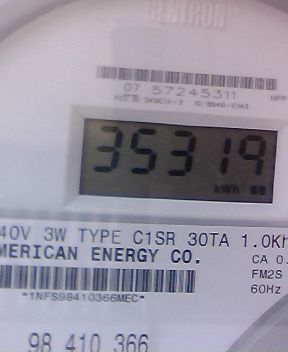 CENTRON®
07 57245311
35319
kWh
40V 3W TYPE C1SR 30TA 1.0Kh
MERICAN ENERGY CO.
CA 0.
FM2S
60Hz
*1NFS98410366MEC*
98 410 366